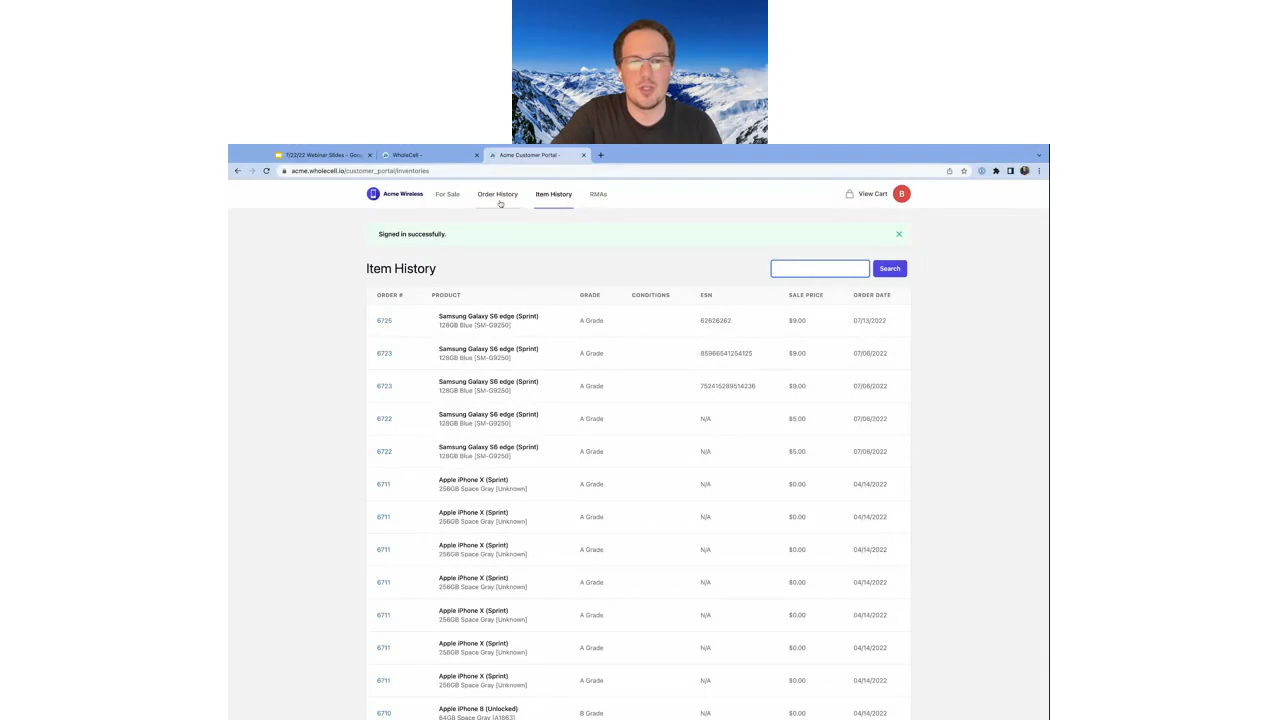 7/22/22 Webinar Slides - Goog
WholeCell -
Acme Customer Portal -
acme.wholecell.io/customer_portal/inventories
Acme Wireless For Sale Order History Item History RMAs View Cart B
Signed in successfully.
Item History Search
ORDER # PRODUCT GRADE CONDITIONS ESN SALE PRICE ORDER DATE
6725 Samsung Galaxy S6 edge (Sprint) A Grade 62626262 $9.00 07/13/2022
128GB Blue [SM-G9250]
6723 Samsung Galaxy S6 edge (Sprint) A Grade 85966541254125 $9.00 07/06/2022
128GB Blue [SM-G9250]
6723 Samsung Galaxy S6 edge (Sprint) A Grade 752415289514236 $9.00 07/06/2022
128GB Blue [SM-G9250]
6722 Samsung Galaxy S6 edge (Sprint) A Grade N/A $5.00 07/06/2022
128GB Blue [SM-G9250]
6722 Samsung Galaxy S6 edge (Sprint) A Grade N/A $5.00 07/06/2022
128GB Blue [SM-G9250]
6711 Apple iPhone X (Sprint) A Grade N/A $0.00 04/14/2022
256GB Space Gray [Unknown]
6711 Apple iPhone X (Sprint) A Grade N/A $0.00 04/14/2022
256GB Space Gray [Unknown]
6711 Apple iPhone X (Sprint) A Grade N/A $0.00 04/14/2022
256GB Space Gray [Unknown]
6711 Apple iPhone X (Sprint) A Grade N/A $0.00 04/14/2022
256GB Space Gray [Unknown]
6711 Apple iPhone X (Sprint) A Grade N/A $0.00 04/14/2022
256GB Space Gray [Unknown]
6711 Apple iPhone X (Sprint) A Grade N/A $0.00 04/14/2022
256GB Space Gray [Unknown]
6711 Apple iPhone X (Sprint) A Grade N/A $0.00 04/14/2022
256GB Space Gray [Unknown]
6710 Apple iPhone 8 (Unlocked) B Grade N/A $0.00 04/14/2022
64GB Space Gray [A1863]